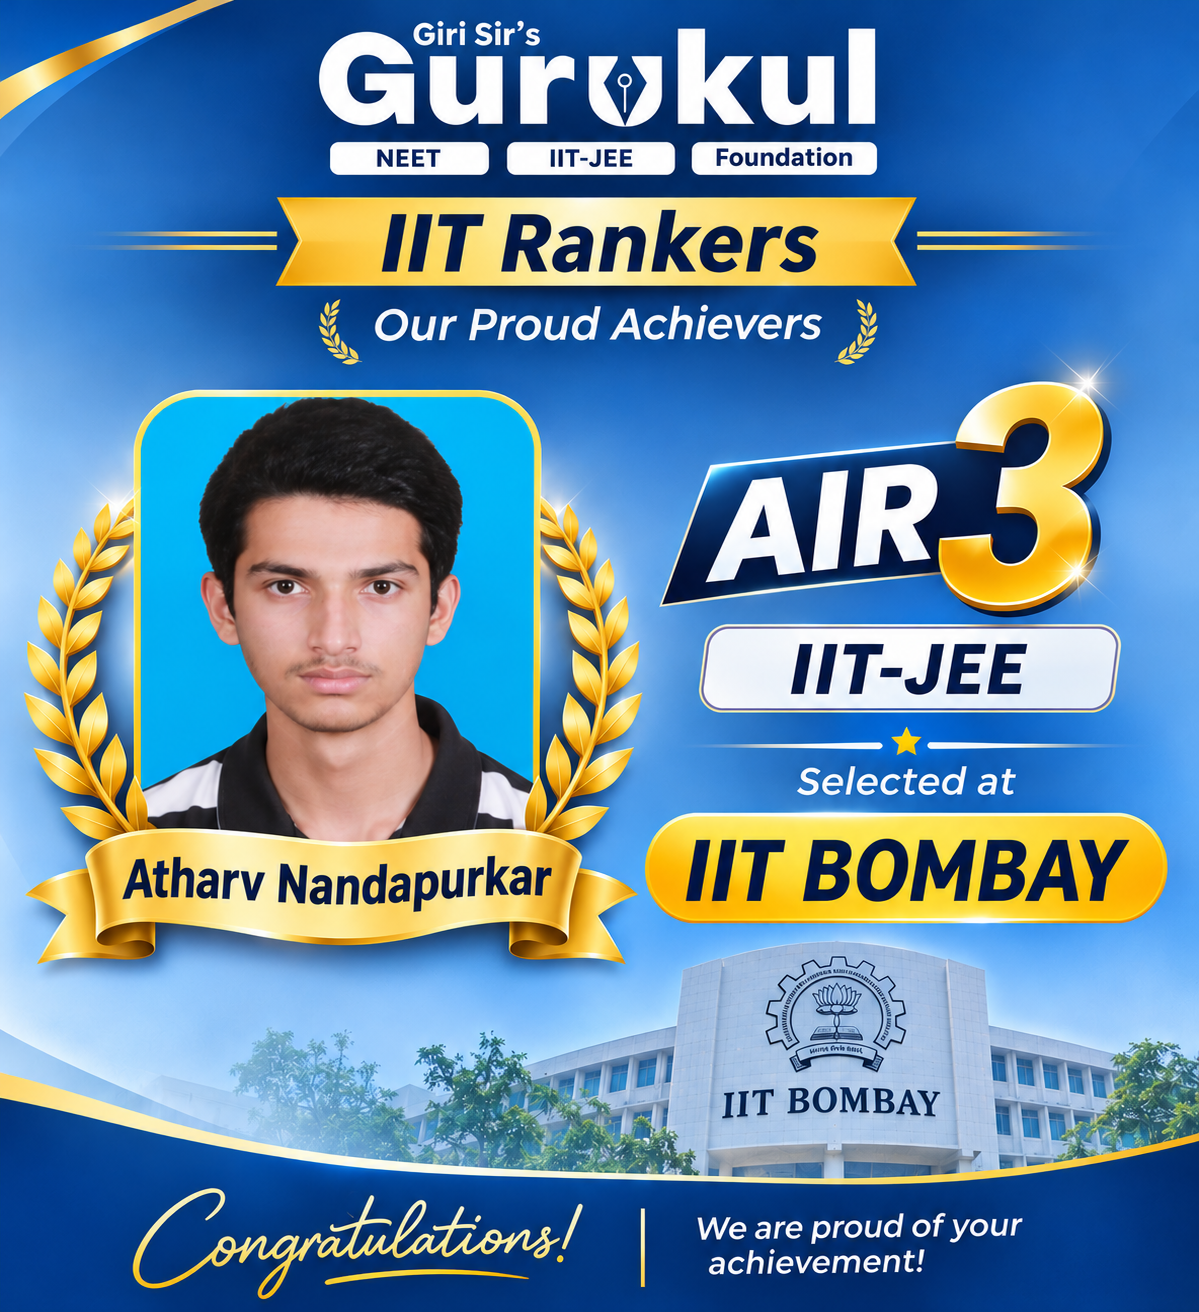 Giri Sir's
Gurukul
NEET
IIT-JEE
Foundation
IIT Rankers
Our Proud Achievers
AIR 3
IIT-JEE
Selected at
IIT BOMBAY
Atharv Nandapurkar
IIT BOMBAY
Congratulations!
We are proud of your
achievement!